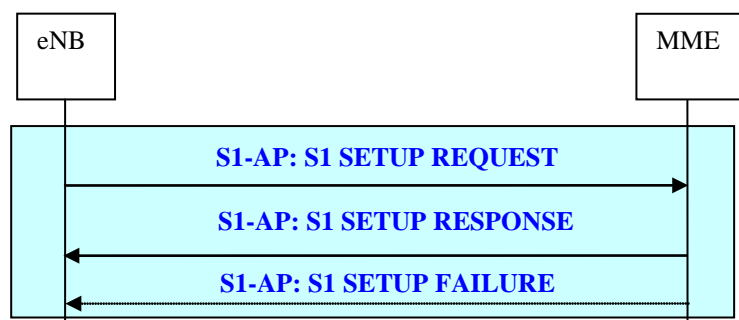 eNB
MME
S1-AP: S1 SETUP REQUEST
S1-AP: S1 SETUP RESPONSE
S1-AP: S1 SETUP FAILURE